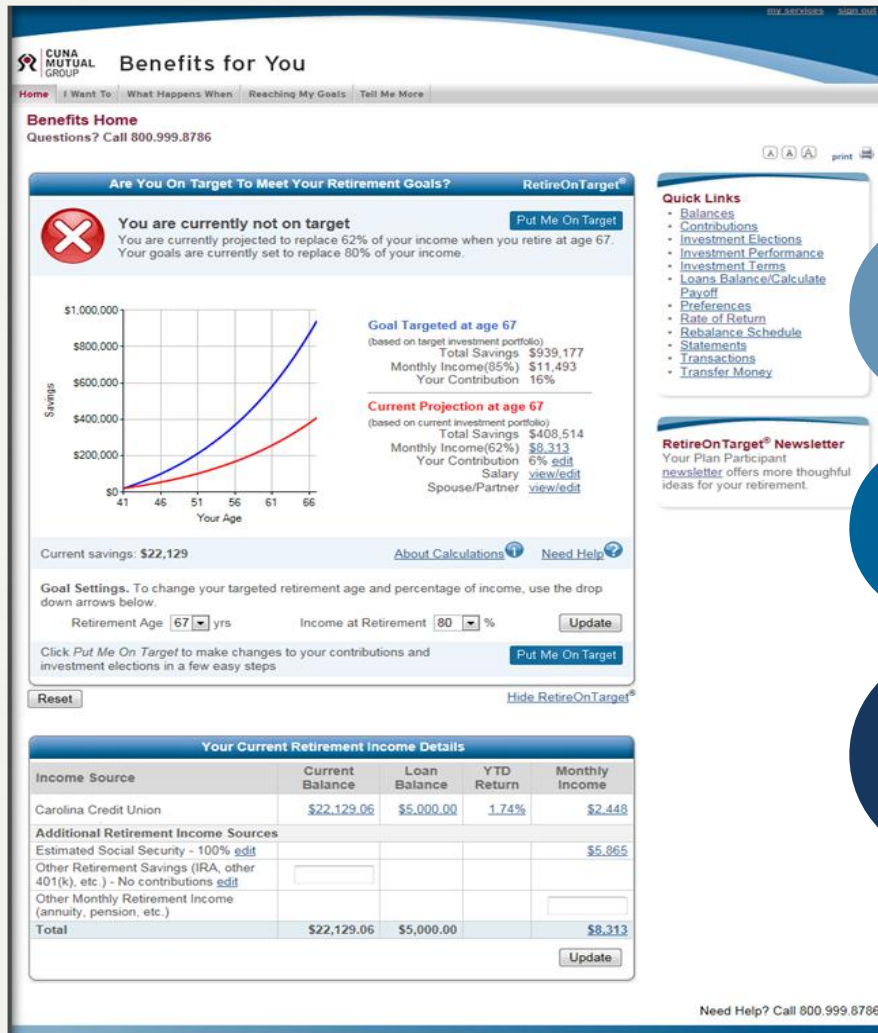 my services sign out
CUNA
MUTUAL
GROUP
Benefits for You
Home I Want To What Happens When Reaching My Goals Tell Me More
Benefits Home
Questions? Call 800.999.8786
A A A print
Are You On Target To Meet Your Retirement Goals? RetireOnTarget®
You are currently not on target
Put Me On Target
You are currently projected to replace 62% of your income when you retire at age 67.
Your goals are currently set to replace 80% of your income.
$1,000,000
$800,000
$600,000
$400,000
$200,000
$0
Savings
41 46 51 56 61 66
Your Age
Goal Targeted at age 67
(based on target investment portfolio)
Total Savings $939,177
Monthly Income(85%) $11,493
Your Contribution 16%
Current Projection at age 67
(based on current investment portfolio)
Total Savings $408,514
Monthly Income(62%) $8,313
Your Contribution 6% edit
Salary view/edit
Spouse/Partner view/edit
Current savings: $22,129
About Calculations i
Need Help ?
Goal Settings. To change your targeted retirement age and percentage of income, use the drop
down arrows below.
Retirement Age 67 yrs Income at Retirement 80 % Update
Click Put Me On Target to make changes to your contributions and
investment elections in a few easy steps
Put Me On Target
Reset
Hide RetireOnTarget®
Your Current Retirement Income Details
Income Source Current Balance Loan Balance YTD Return Monthly Income
Carolina Credit Union $22,129.06 $5,000.00 1.74% $2,448
Additional Retirement Income Sources
Estimated Social Security - 100% edit $5,865
Other Retirement Savings (IRA, other
401(k), etc.) - No contributions edit
Other Monthly Retirement Income
(annuity, pension, etc.)
Total $22,129.06 $5,000.00 $8,313
Update
Quick Links
Balances
Contributions
Investment Elections
Investment Performance
Investment Terms
Loans Balance/Calculate
Payoff
Preferences
Rate of Return
Rebalance Schedule
Statements
Transactions
Transfer Money
RetireOnTarget® Newsletter
Your Plan Participant
newsletter offers more thoughful
ideas for your retirement.
Need Help? Call 800.999.8786